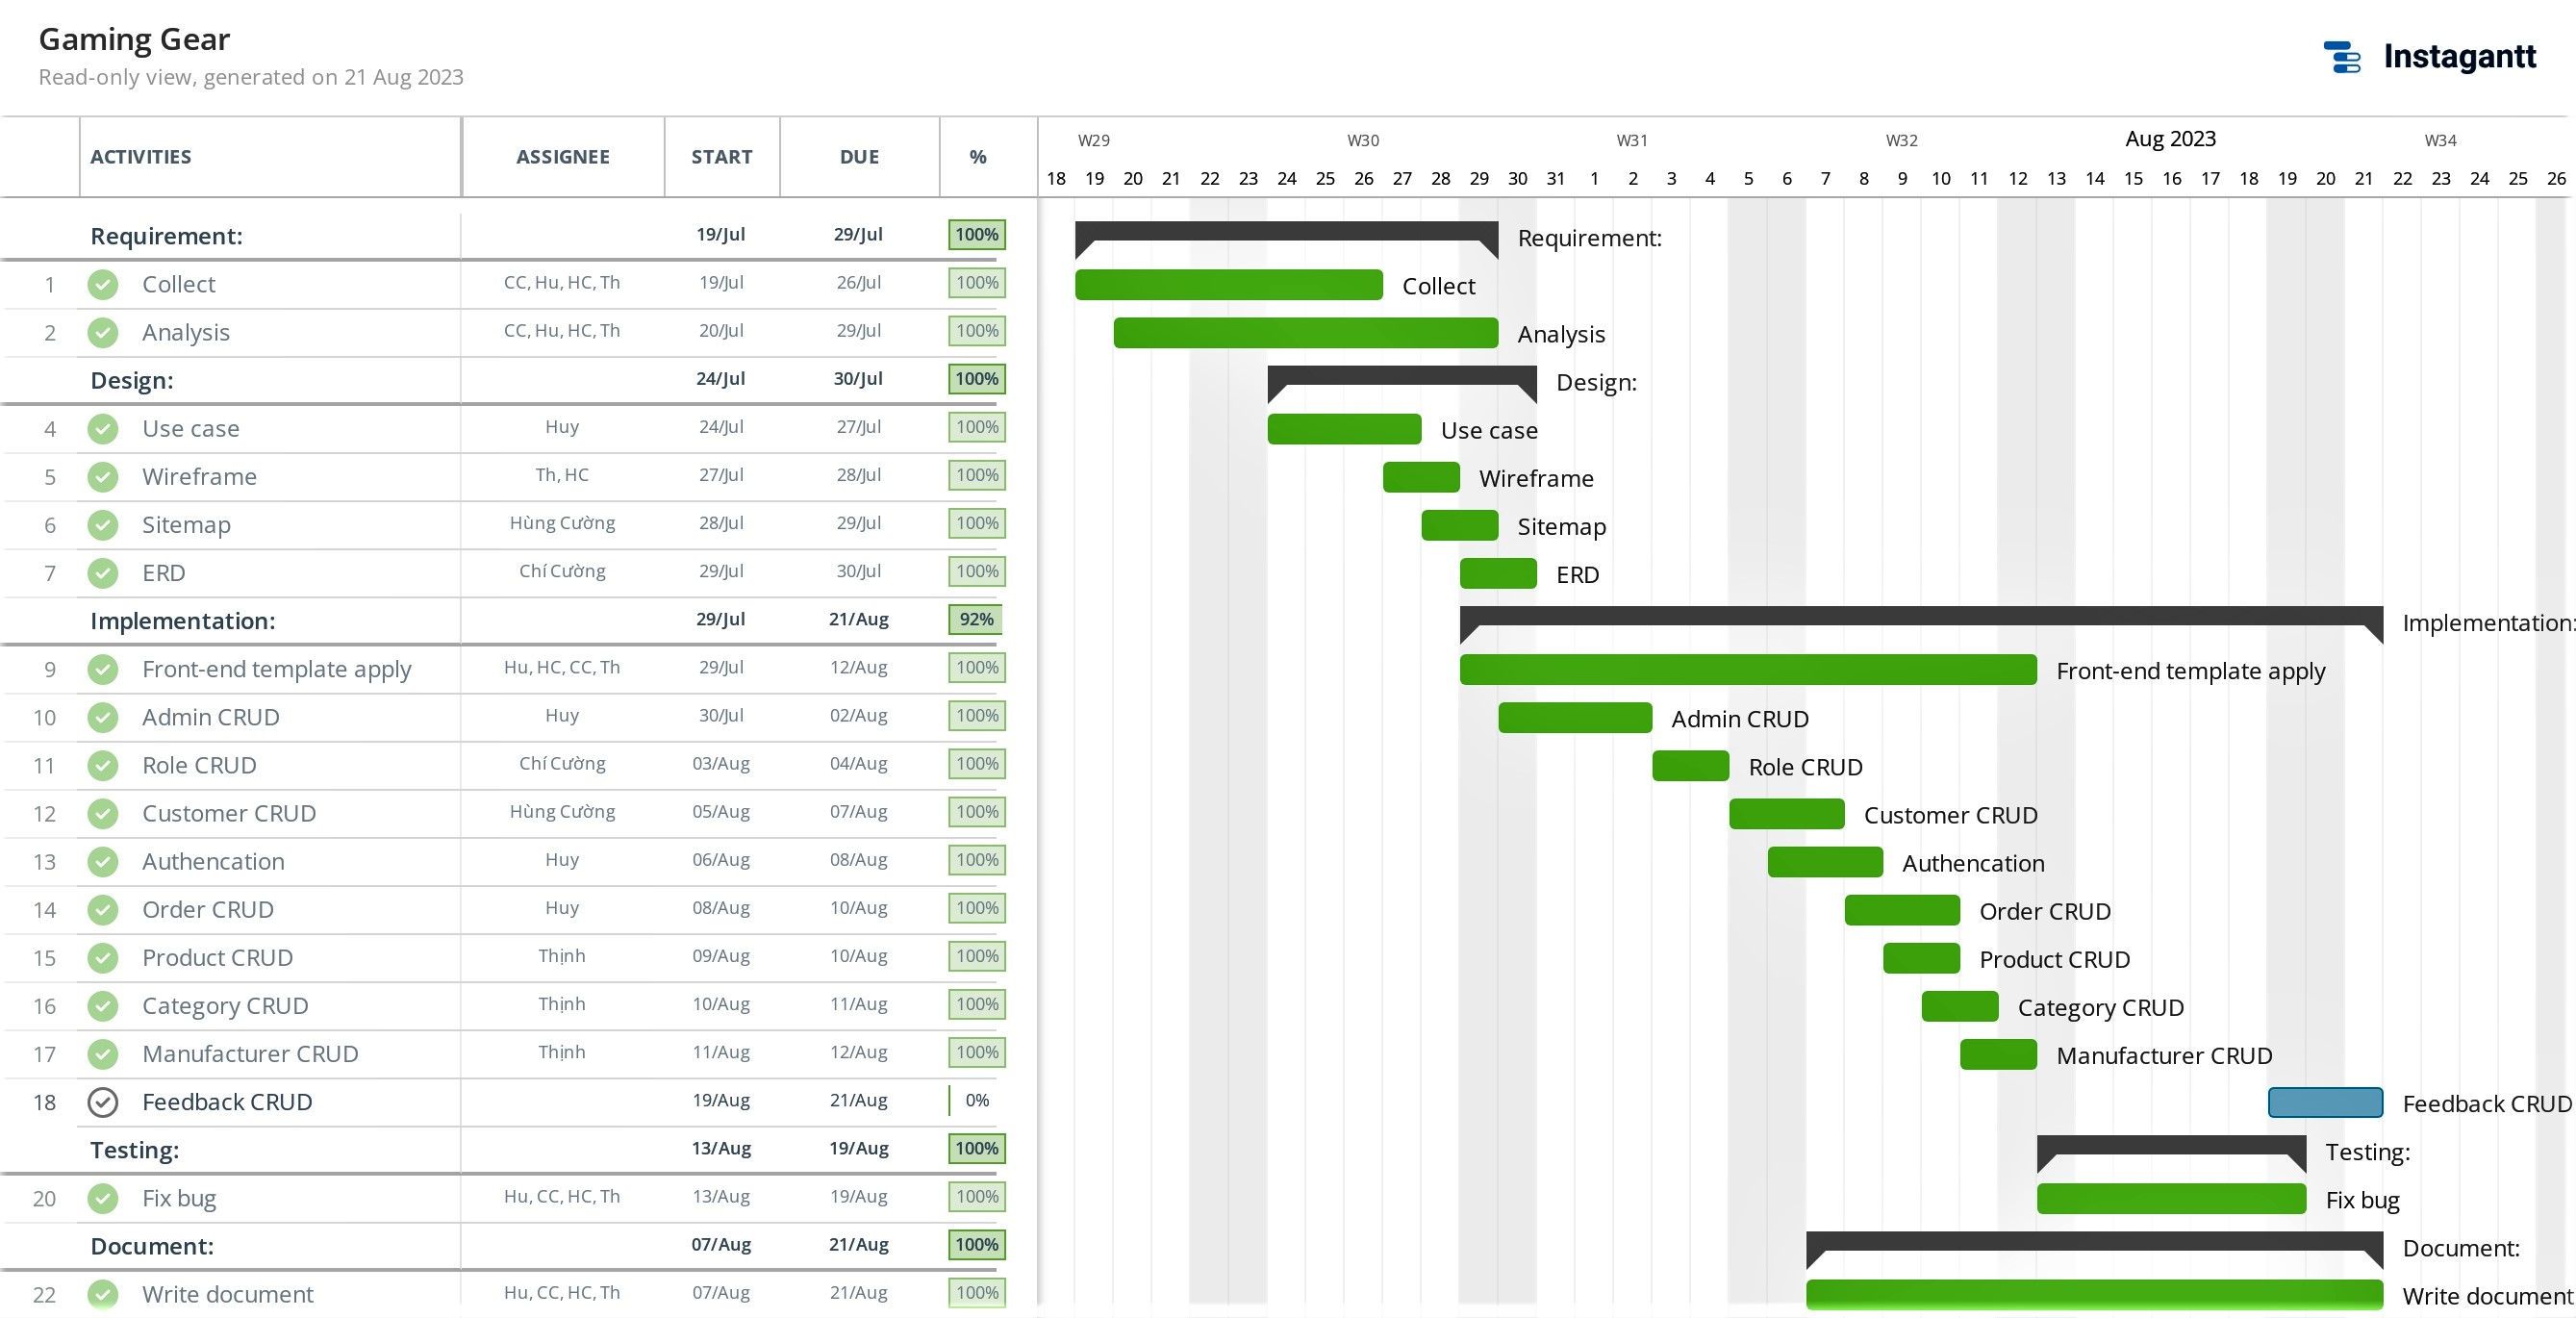 Gaming Gear
Read-only view, generated on 21 Aug 2023
Instagantt
ACTIVITIES ASSIGNEE START DUE %
W29 W30 W31 W32 Aug 2023 W34
18 19 20 21 22 23 24 25 26 27 28 29 30 31 1 2 3 4 5 6 7 8 9 10 11 12 13 14 15 16 17 18 19 20 21 22 23 24 25 26
Requirement: 19/Jul 29/Jul 100% Requirement:
1 Collect CC, Hu, HC, Th 19/Jul 26/Jul 100% Collect
2 Analysis CC, Hu, HC, Th 20/Jul 29/Jul 100% Analysis
Design: 24/Jul 30/Jul 100% Design:
4 Use case Huy 24/Jul 27/Jul 100% Use case
5 Wireframe Th, HC 27/Jul 28/Jul 100% Wireframe
6 Sitemap Hùng Cường 28/Jul 29/Jul 100% Sitemap
7 ERD Chí Cường 29/Jul 30/Jul 100% ERD
Implementation: 29/Jul 21/Aug 92% Implementation:
9 Front-end template apply Hu, HC, CC, Th 29/Jul 12/Aug 100% Front-end template apply
10 Admin CRUD Huy 30/Jul 02/Aug 100% Admin CRUD
11 Role CRUD Chí Cường 03/Aug 04/Aug 100% Role CRUD
12 Customer CRUD Hùng Cường 05/Aug 07/Aug 100% Customer CRUD
13 Authencation Huy 06/Aug 08/Aug 100% Authencation
14 Order CRUD Huy 08/Aug 10/Aug 100% Order CRUD
15 Product CRUD Thịnh 09/Aug 10/Aug 100% Product CRUD
16 Category CRUD Thịnh 10/Aug 11/Aug 100% Category CRUD
17 Manufacturer CRUD Thịnh 11/Aug 12/Aug 100% Manufacturer CRUD
18 Feedback CRUD 19/Aug 21/Aug 0% Feedback CRUD
Testing: 13/Aug 19/Aug 100% Testing:
20 Fix bug Hu, CC, HC, Th 13/Aug 19/Aug 100% Fix bug
Document: 07/Aug 21/Aug 100% Document:
22 Write document Hu, CC, HC, Th 07/Aug 21/Aug 100% Write document